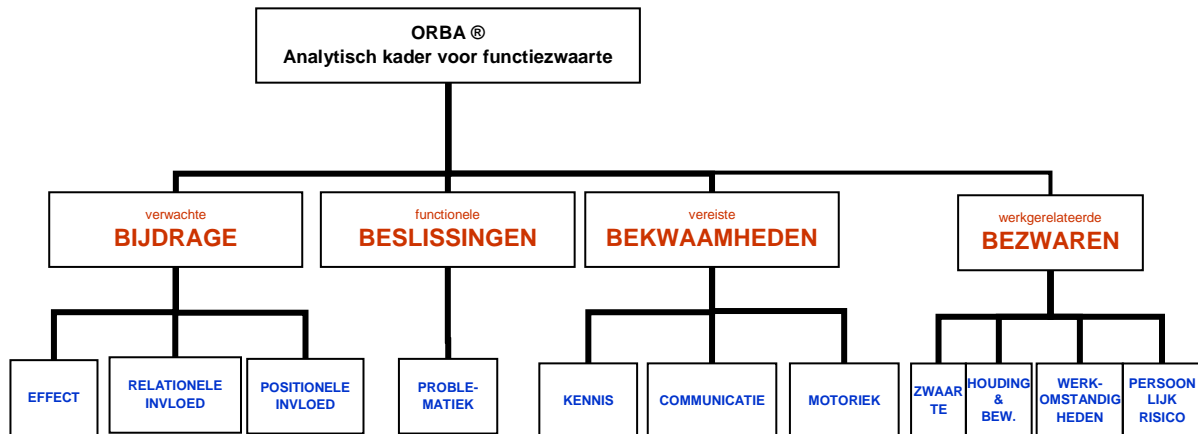 ORBA ®
Analytisch kader voor functiezwaarte
verwachte
BIJDRAGE
functionele
BESLISSINGEN
vereiste
BEKWAAMHEDEN
werkgerelateerde
BEZWAREN
EFFECT
RELATIONELE
INVLOED
POSITIONELE
INVLOED
PROBLE-
MATIEK
KENNIS
COMMUNICATIE
MOTORIEK
ZWAAR
TE
HOUDING
&
BEW.
WERK-
OMSTANDIG
HEDEN
PERSOON
LIJK
RISICO